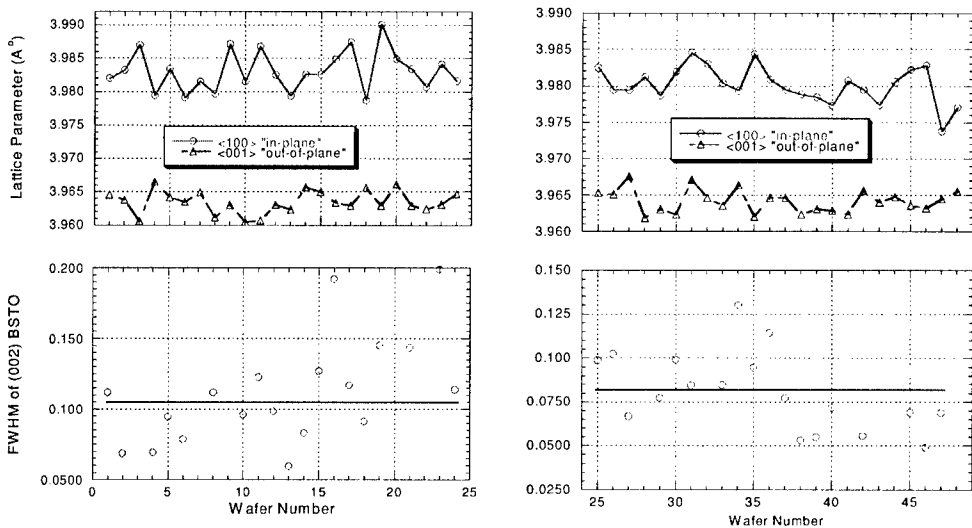 Lattice Parameter (A°)
3.990
3.985
3.980
3.975
3.970
3.965
3.960
<100> "in-plane"
<001> "out-of-plane"
3.990
3.985
3.980
3.975
3.970
3.965
3.960
<100> "in-plane"
<001> "out-of-plane"
FWHM of (002) BSTO
0.200
0.150
0.100
0.0500
0 5 10 15 20 25
Wafer Number
0.150
0.125
0.100
0.0750
0.0500
0.0250
25 30 35 40 45
Wafer Number